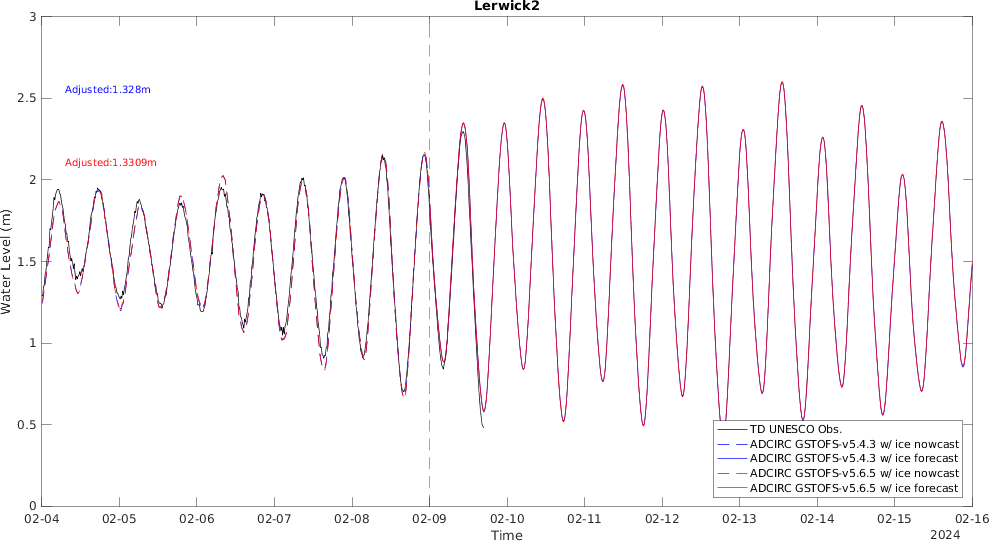 Lerwick2
3
2.5
2
1.5
1
0.5
0
Water Level (m)
Adjusted:1.328m
Adjusted:1.3309m
TD UNESCO Obs.
ADCIRC GSTOFS-v5.4.3 w/ ice nowcast
ADCIRC GSTOFS-v5.4.3 w/ ice forecast
ADCIRC GSTOFS-v5.6.5 w/ ice nowcast
ADCIRC GSTOFS-v5.6.5 w/ ice forecast
02-04 02-05 02-06 02-07 02-08 02-09 02-10 02-11 02-12 02-13 02-14 02-15 02-16
Time
2024